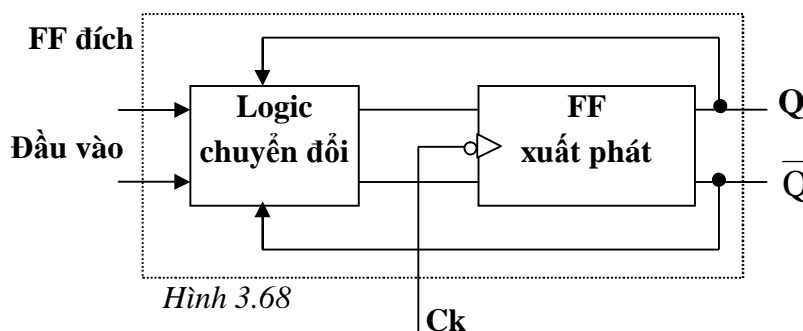 FF đích
Logic
chuyển đổi
FF
xuất phát
Q
Đầu vào
Q̅
Hình 3.68
Ck